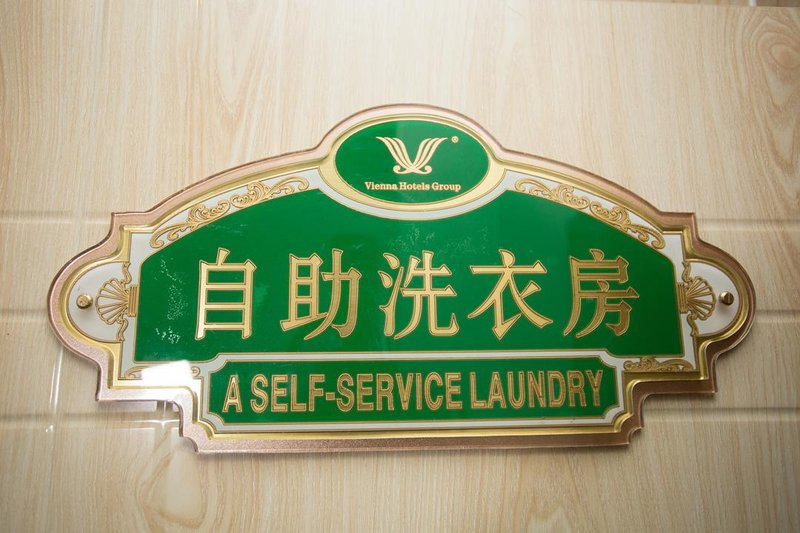 Vienna Hotels Group
自助洗衣房
A SELF-SERVICE LAUNDRY